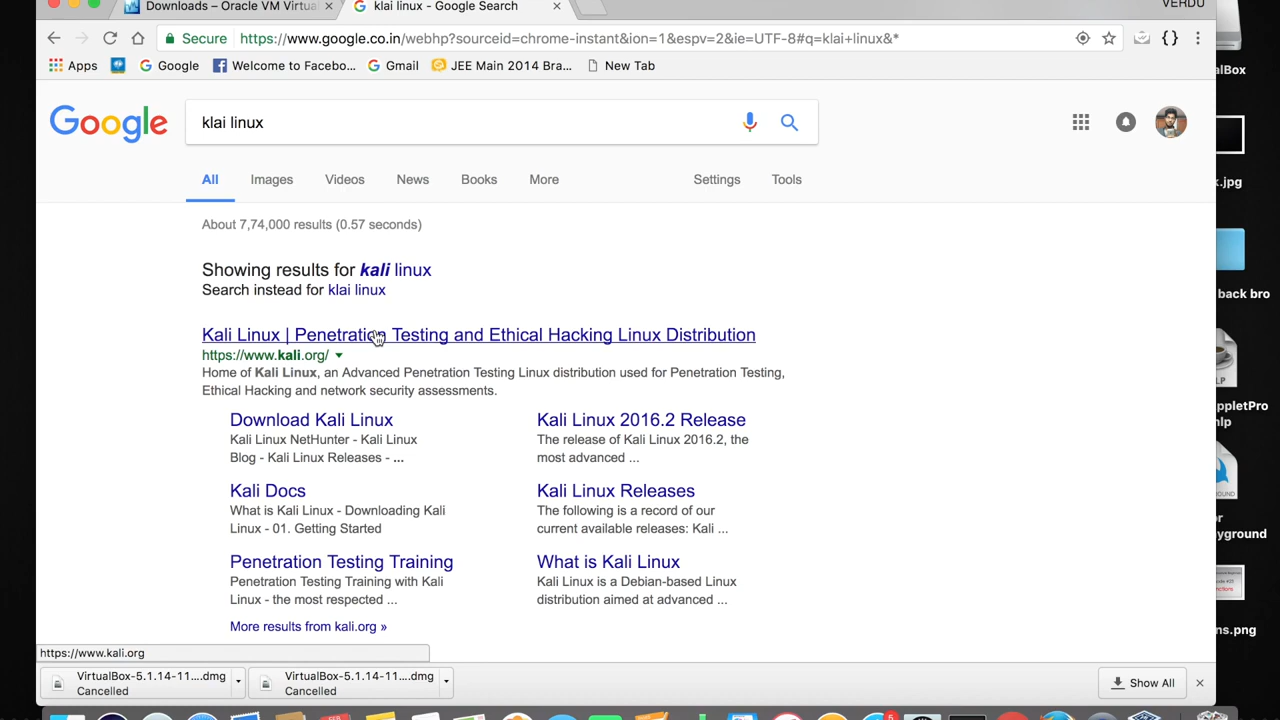 Downloads – Oracle VM Virtual
klai linux - Google Search
VERDU
Secure https://www.google.co.in/webhp?sourceid=chrome-instant&ion=1&espv=2&ie=UTF-8#q=klai+linux&*
Apps Google Welcome to Facebo... Gmail JEE Main 2014 Bra... New Tab
Google
klai linux
All Images Videos News Books More Settings Tools
About 7,74,000 results (0.57 seconds)
Showing results for kali linux
Search instead for klai linux
Kali Linux | Penetration Testing and Ethical Hacking Linux Distribution
https://www.kali.org/
Home of Kali Linux, an Advanced Penetration Testing Linux distribution used for Penetration Testing,
Ethical Hacking and network security assessments.
Download Kali Linux
Kali Linux NetHunter - Kali Linux
Blog - Kali Linux Releases - ...
Kali Linux 2016.2 Release
The release of Kali Linux 2016.2, the
most advanced ...
Kali Docs
What is Kali Linux - Downloading Kali
Linux - 01. Getting Started
Kali Linux Releases
The following is a record of our
current available releases: Kali ...
Penetration Testing Training
Penetration Testing Training with Kali
Linux - the most respected ...
What is Kali Linux
Kali Linux is a Debian-based Linux
distribution aimed at advanced ...
More results from kali.org »
https://www.kali.org
VirtualBox-5.1.14-11....dmg
Cancelled
VirtualBox-5.1.14-11....dmg
Cancelled
Show All
alBox
k.jpg
back bro
LP
ppletPro
nlp
OUND
or
yground
ns.png